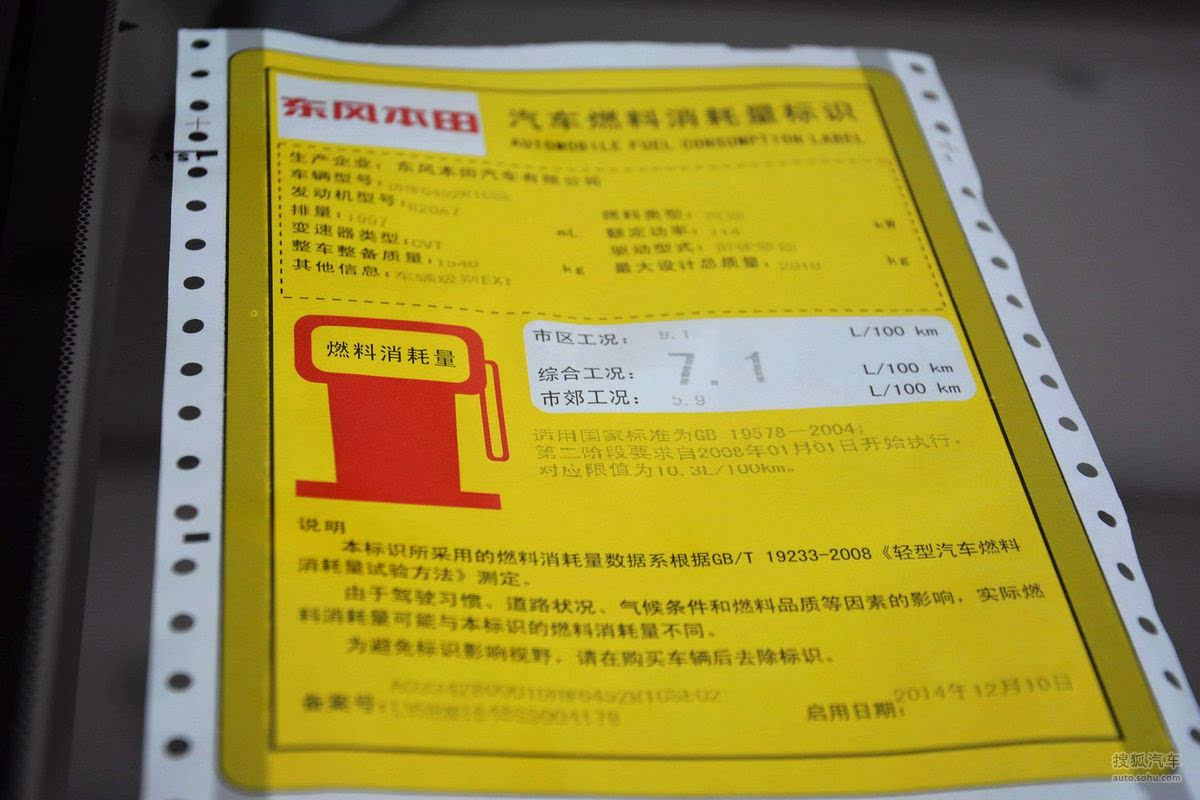 东风本田
汽车燃料消耗量标识
AUTOMOBILE FUEL CONSUMPTION LABEL
生产企业：东风本田汽车有限公司
车辆型号：
发动机型号：R20A7
燃料类型：汽油
排量：1997 mL
额定功率：114 kW
变速器类型：CVT
驱动型式：
整车整备质量：1540 kg
最大设计总质量： kg
其他信息：车辆级别EXI
燃料消耗量
市区工况：9.1 L/100 km
综合工况：7.1 L/100 km
市郊工况：5.9 L/100 km
适用国家标准为GB 19578-2004；
第二阶段要求自2008年01月01日开始执行，
对应限值为10.3L/100km。
说明
本标识所采用的燃料消耗量数据系根据GB/T 19233-2008《轻型汽车燃料
消耗量试验方法》测定。
由于驾驶习惯、道路状况、气候条件和燃料品质等因素的影响，实际燃
料消耗量可能与本标识的燃料消耗量不同。
为避免标识影响视野，请在购买车辆后去除标识。
备案号：
启用日期：2014年12月10日
搜狐汽车
auto.sohu.com